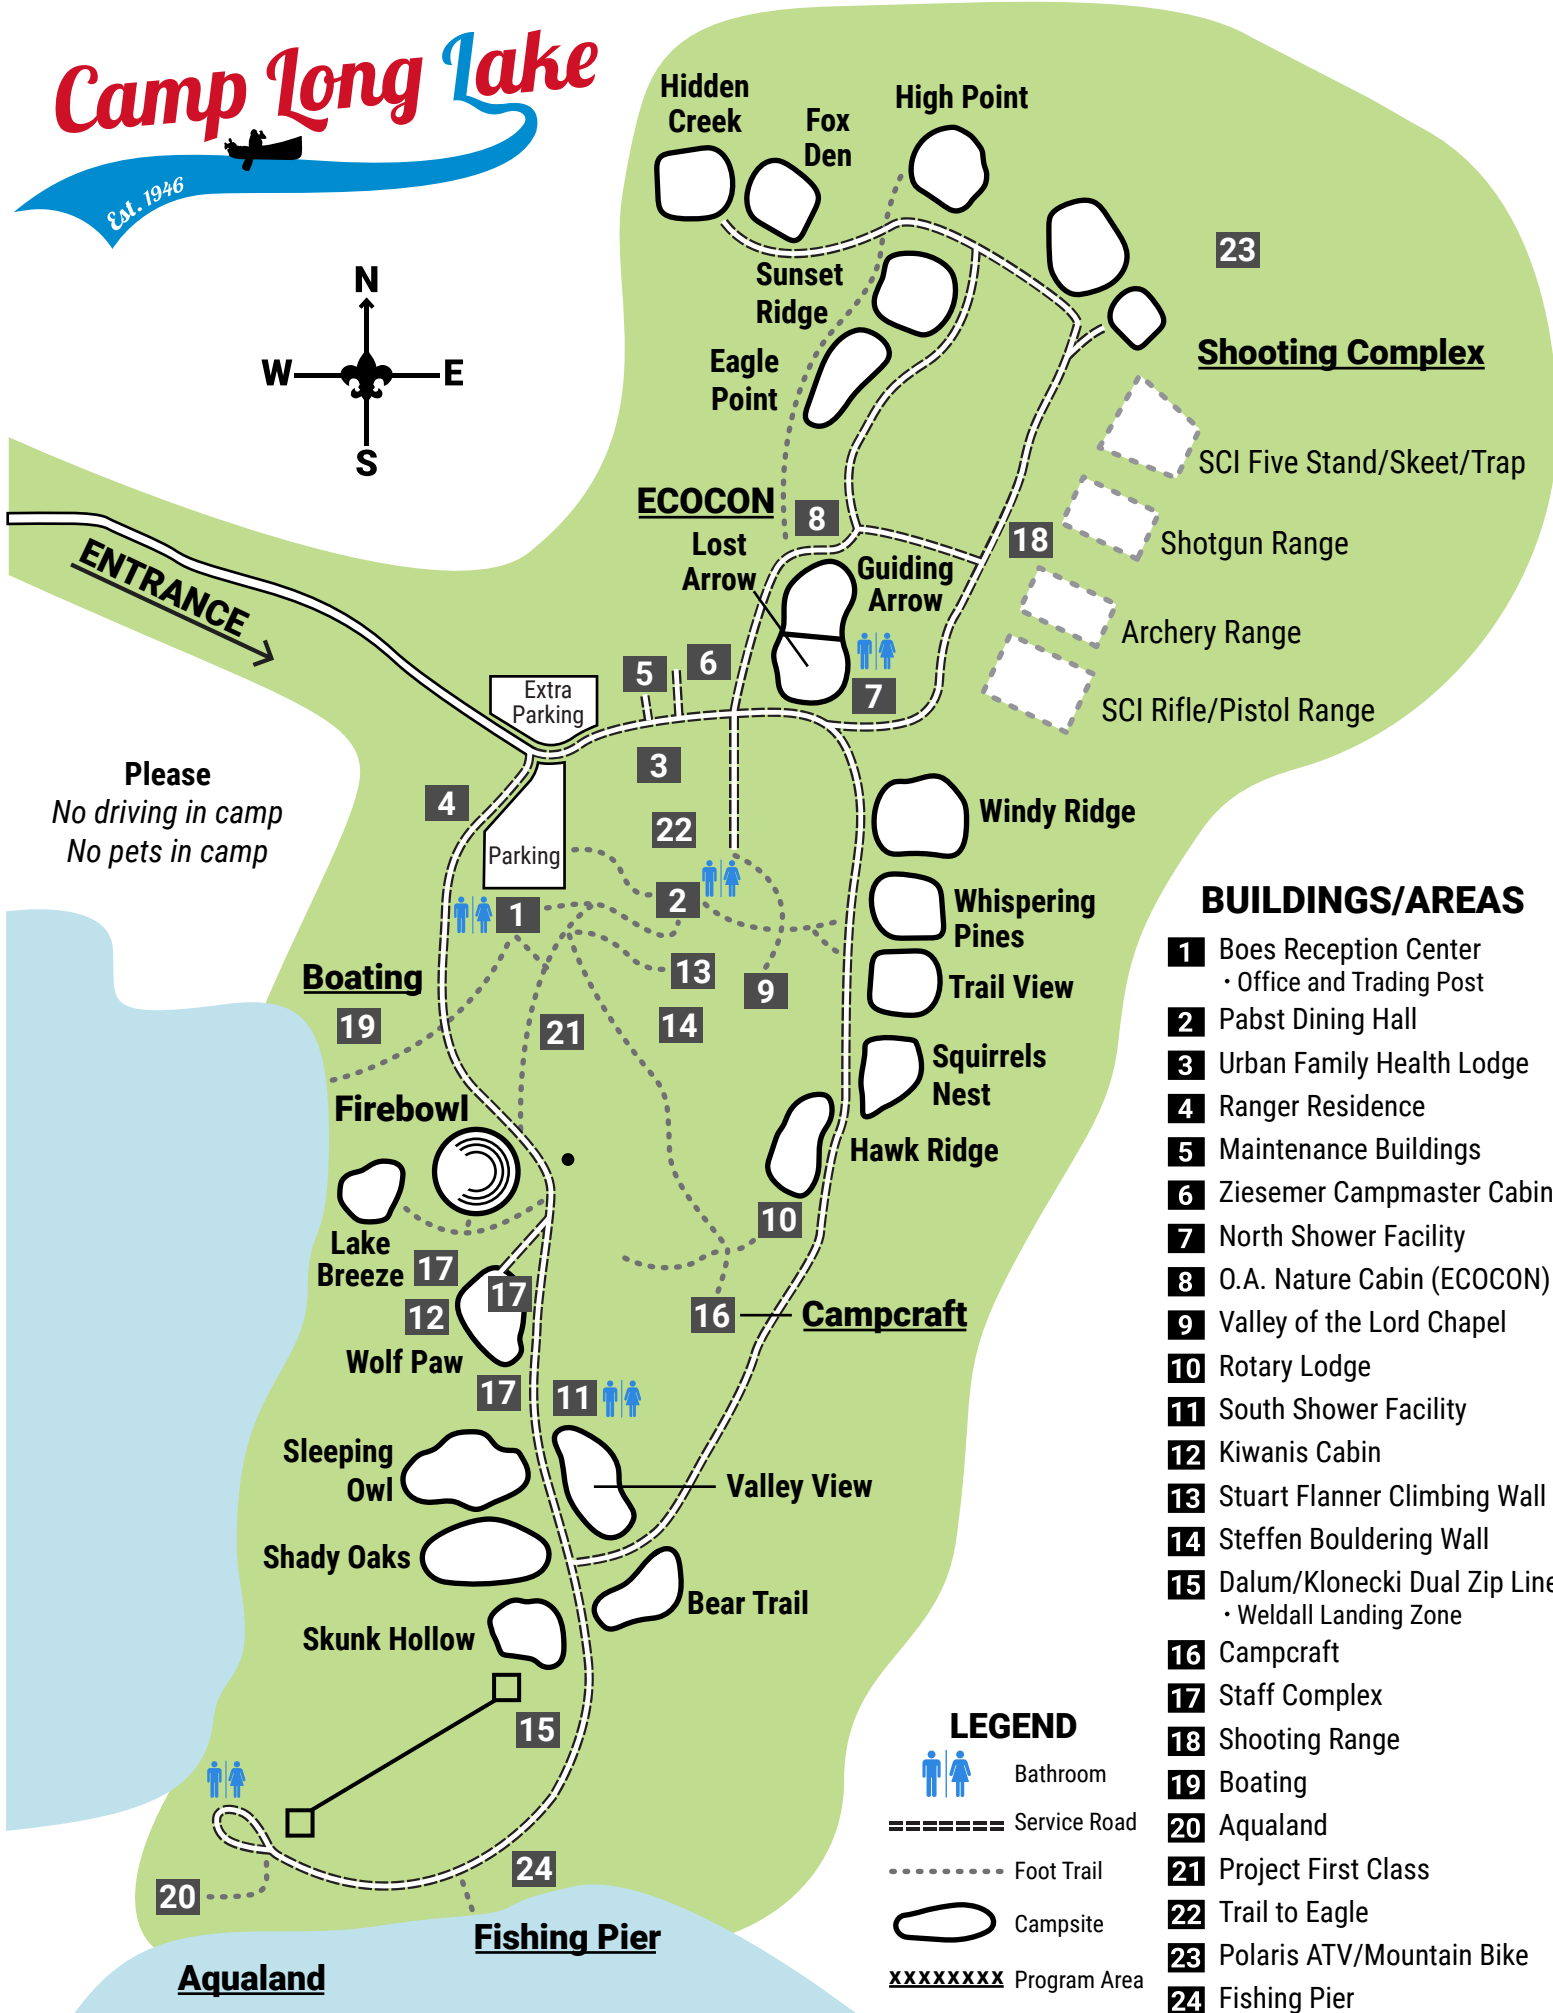 Camp Long Lake
Est. 1946
N
W
E
S
ENTRANCE
Please
No driving in camp
No pets in camp
Hidden
Creek
Fox
Den
High Point
Sunset
Ridge
Eagle
Point
23
Shooting Complex
SCI Five Stand/Skeet/Trap
Shotgun Range
Archery Range
SCI Rifle/Pistol Range
ECOCON
8
18
Lost
Arrow
Guiding
Arrow
7
5
6
Extra
Parking
3
4
22
Parking
2
1
Windy Ridge
Whispering
Pines
Trail View
Squirrels
Nest
Hawk Ridge
Boating
19
13
9
14
21
Firebowl
10
Lake
Breeze
17
17
12
Wolf Paw
16
Campcraft
17
11
Sleeping
Owl
Valley View
Shady Oaks
Bear Trail
Skunk Hollow
15
24
20
Fishing Pier
Aqualand
LEGEND
Bathroom
Service Road
Foot Trail
Campsite
xxxxxxxx Program Area
BUILDINGS/AREAS
1 Boes Reception Center
• Office and Trading Post
2 Pabst Dining Hall
3 Urban Family Health Lodge
4 Ranger Residence
5 Maintenance Buildings
6 Ziesemer Campmaster Cabin
7 North Shower Facility
8 O.A. Nature Cabin (ECOCON)
9 Valley of the Lord Chapel
10 Rotary Lodge
11 South Shower Facility
12 Kiwanis Cabin
13 Stuart Flanner Climbing Wall
14 Steffen Bouldering Wall
15 Dalum/Klonecki Dual Zip Line
• Weldall Landing Zone
16 Campcraft
17 Staff Complex
18 Shooting Range
19 Boating
20 Aqualand
21 Project First Class
22 Trail to Eagle
23 Polaris ATV/Mountain Bike
24 Fishing Pier